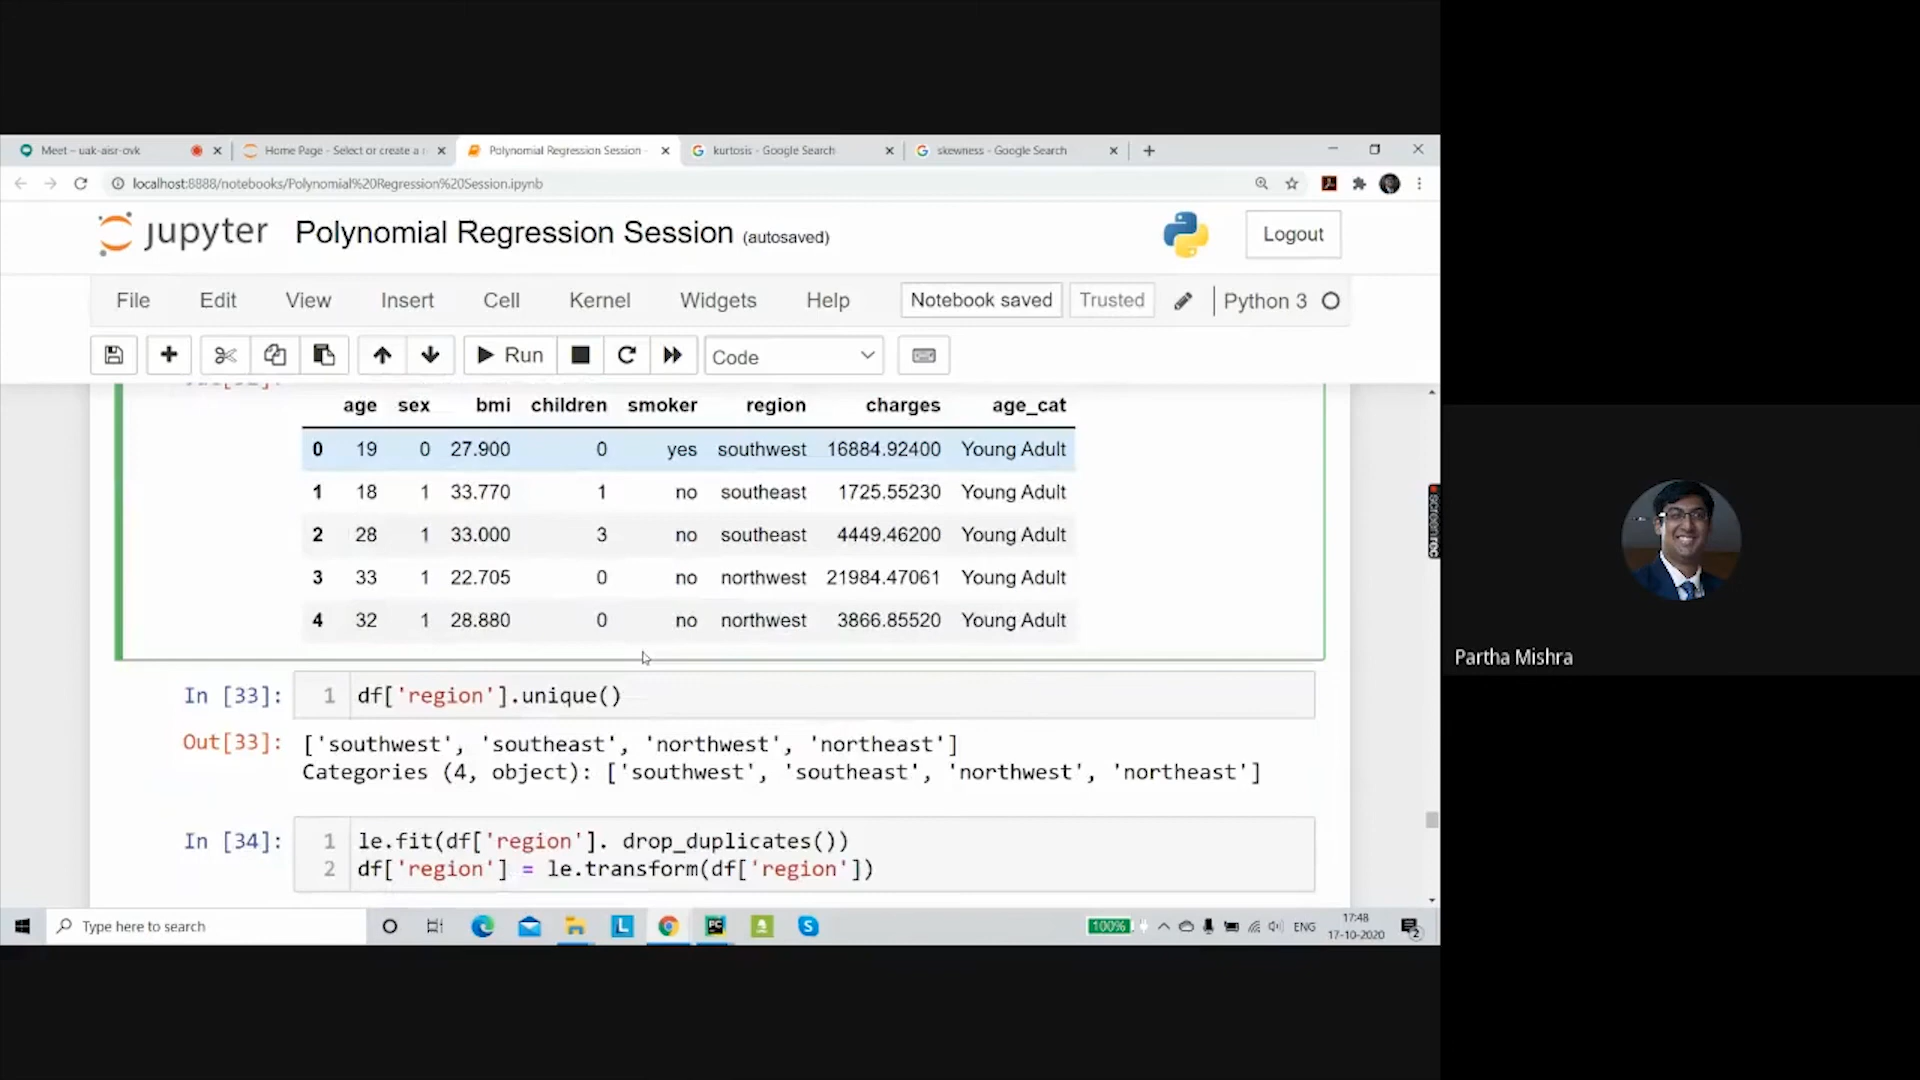 Meet – uak-aisr-ovk
Home Page - Select or create a
Polynomial Regression Session -
kurtosis - Google Search
skewness - Google Search
localhost:8888/notebooks/Polynomial%20Regression%20Session.ipynb
jupyter Polynomial Regression Session (autosaved)
Logout
File Edit View Insert Cell Kernel Widgets Help Notebook saved Trusted Python 3
Run Code
age sex bmi children smoker region charges age_cat
0 19 0 27.900 0 yes southwest 16884.92400 Young Adult
1 18 1 33.770 1 no southeast 1725.55230 Young Adult
2 28 1 33.000 3 no southeast 4449.46200 Young Adult
3 33 1 22.705 0 no northwest 21984.47061 Young Adult
4 32 1 28.880 0 no northwest 3866.85520 Young Adult
In [33]: 1 df['region'].unique()
Out[33]: ['southwest', 'southeast', 'northwest', 'northeast']
Categories (4, object): ['southwest', 'southeast', 'northwest', 'northeast']
In [34]: 1 le.fit(df['region']. drop_duplicates())
2 df['region'] = le.transform(df['region'])
screenrec
Type here to search
100%
ENG
17:48
17-10-2020
2
Partha Mishra